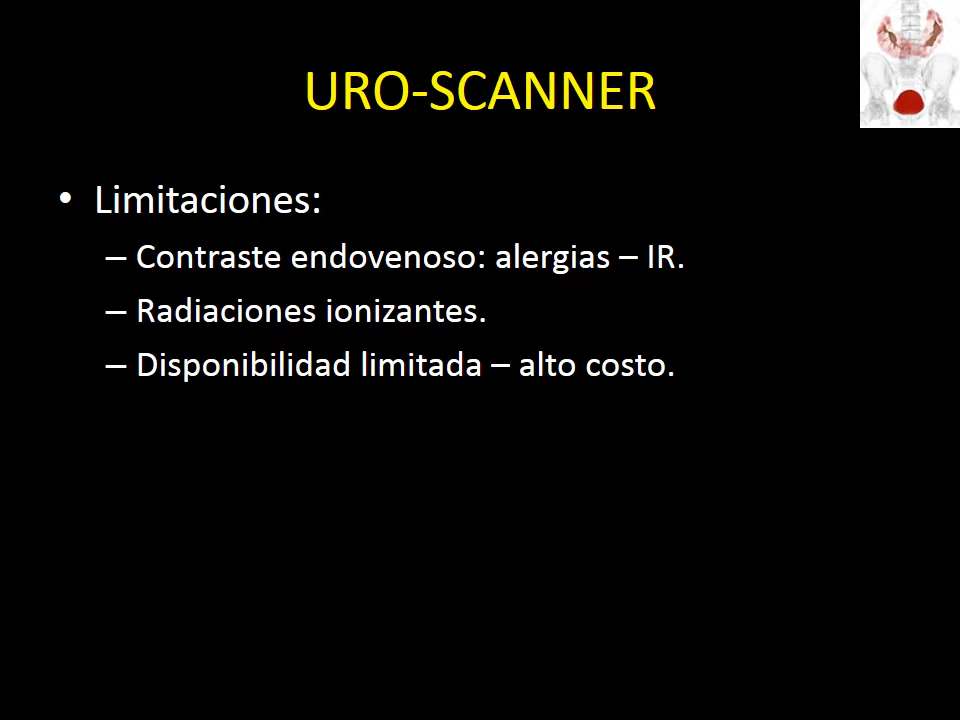 URO-SCANNER
• Limitaciones:
– Contraste endovenoso: alergias – IR.
– Radiaciones ionizantes.
– Disponibilidad limitada – alto costo.